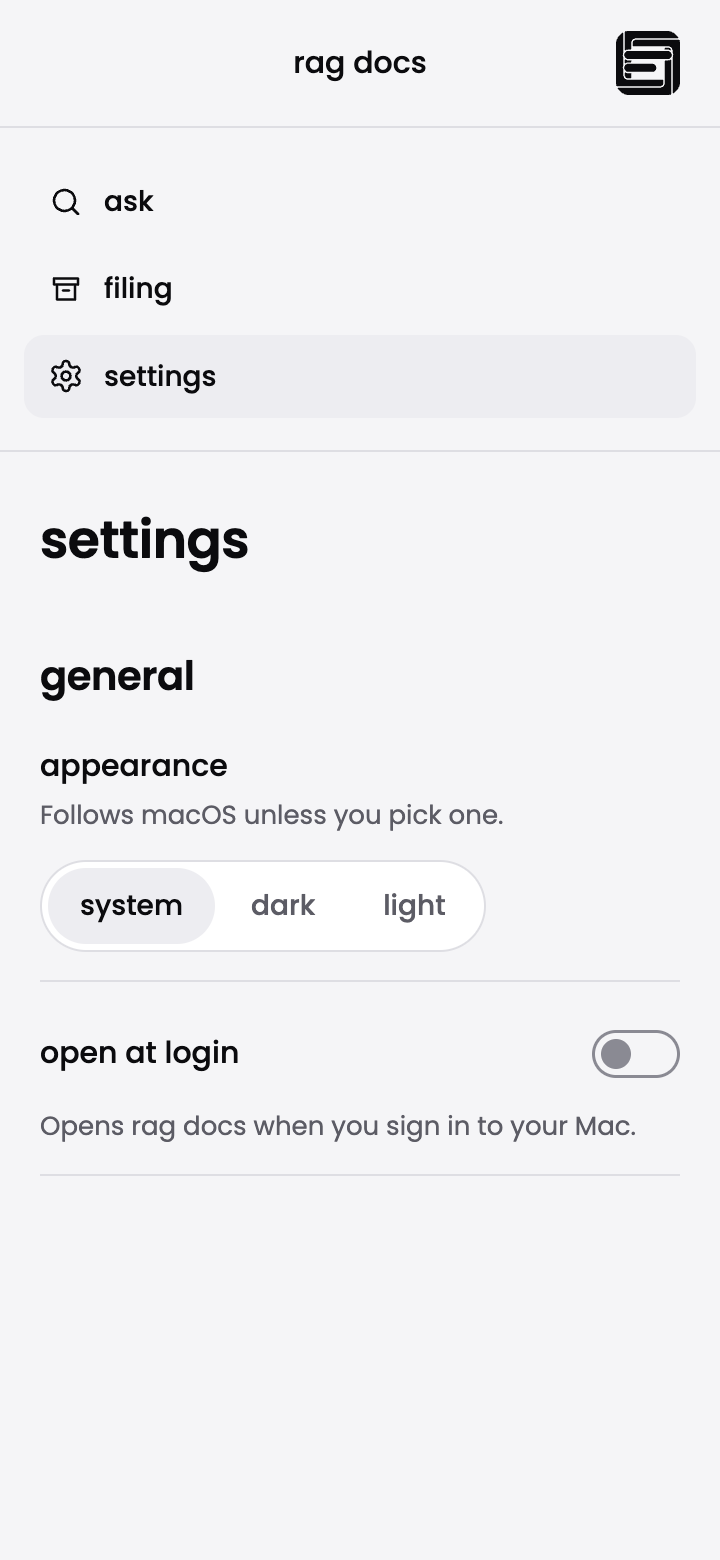 rag docs
ask
filing
settings
settings
general
appearance
Follows macOS unless you pick one.
system dark light
open at login
Opens rag docs when you sign in to your Mac.